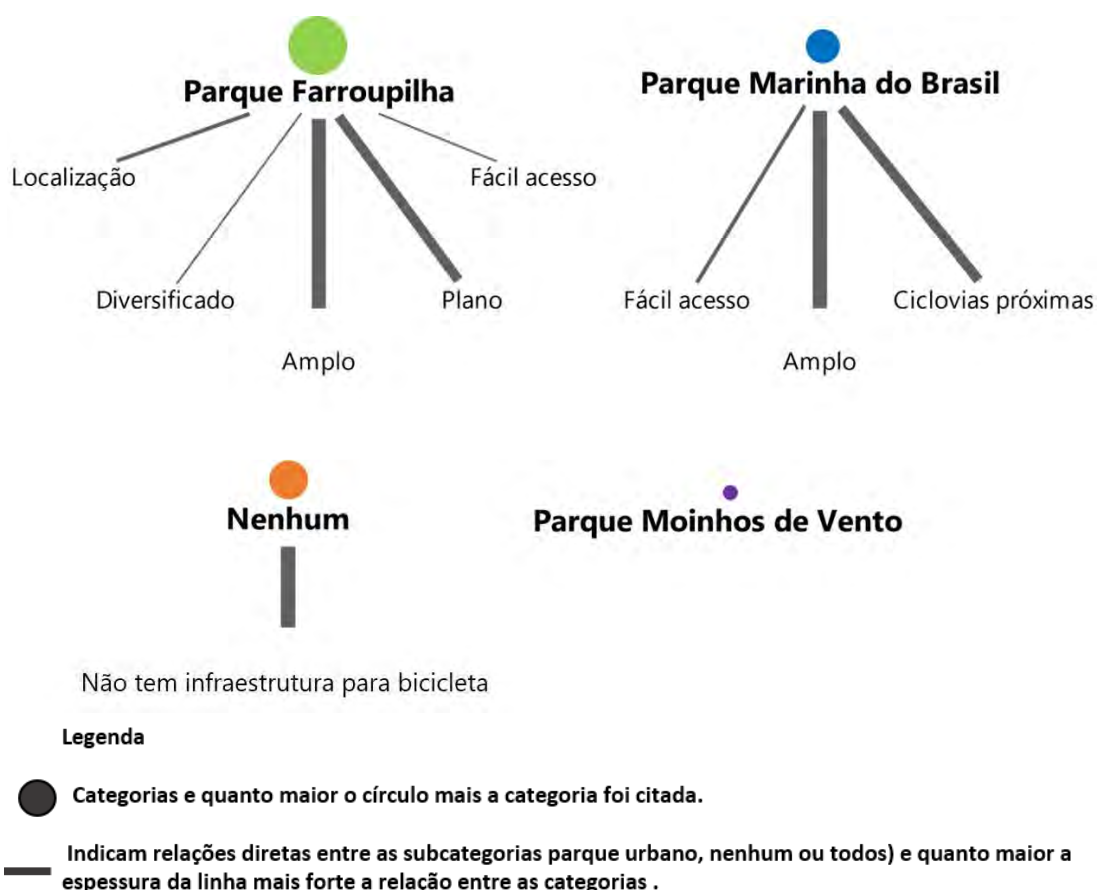 Parque Farroupilha
Localização
Diversificado
Amplo
Plano
Fácil acesso
Parque Marinha do Brasil
Fácil acesso
Amplo
Ciclovias próximas
Nenhum
Não tem infraestrutura para bicicleta
Parque Moinhos de Vento
Legenda
Categorias e quanto maior o círculo mais a categoria foi citada.
Indicam relações diretas entre as subcategorias parque urbano, nenhum ou todos) e quanto maior a
espessura da linha mais forte a relação entre as categorias .